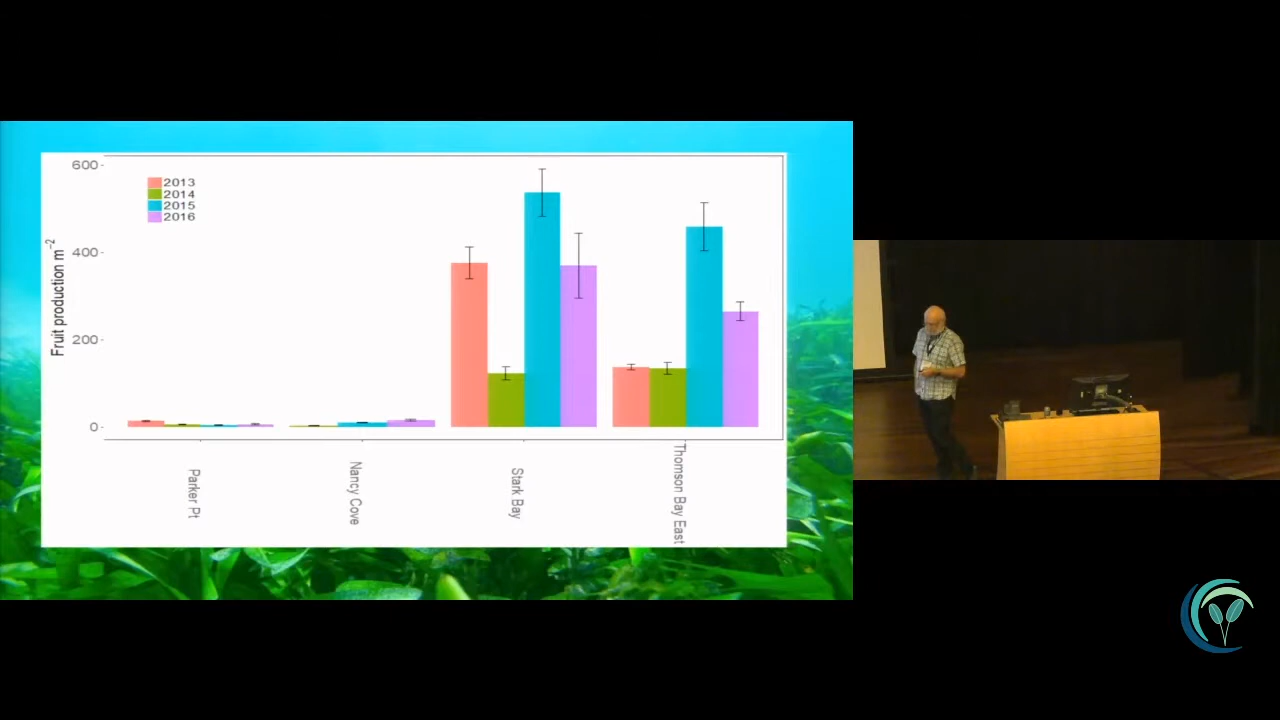 600
2013
2014
2015
2016
400
200
0
Fruit production m⁻²
Parker Pt
Nancy Cove
Stark Bay
Thomson Bay East